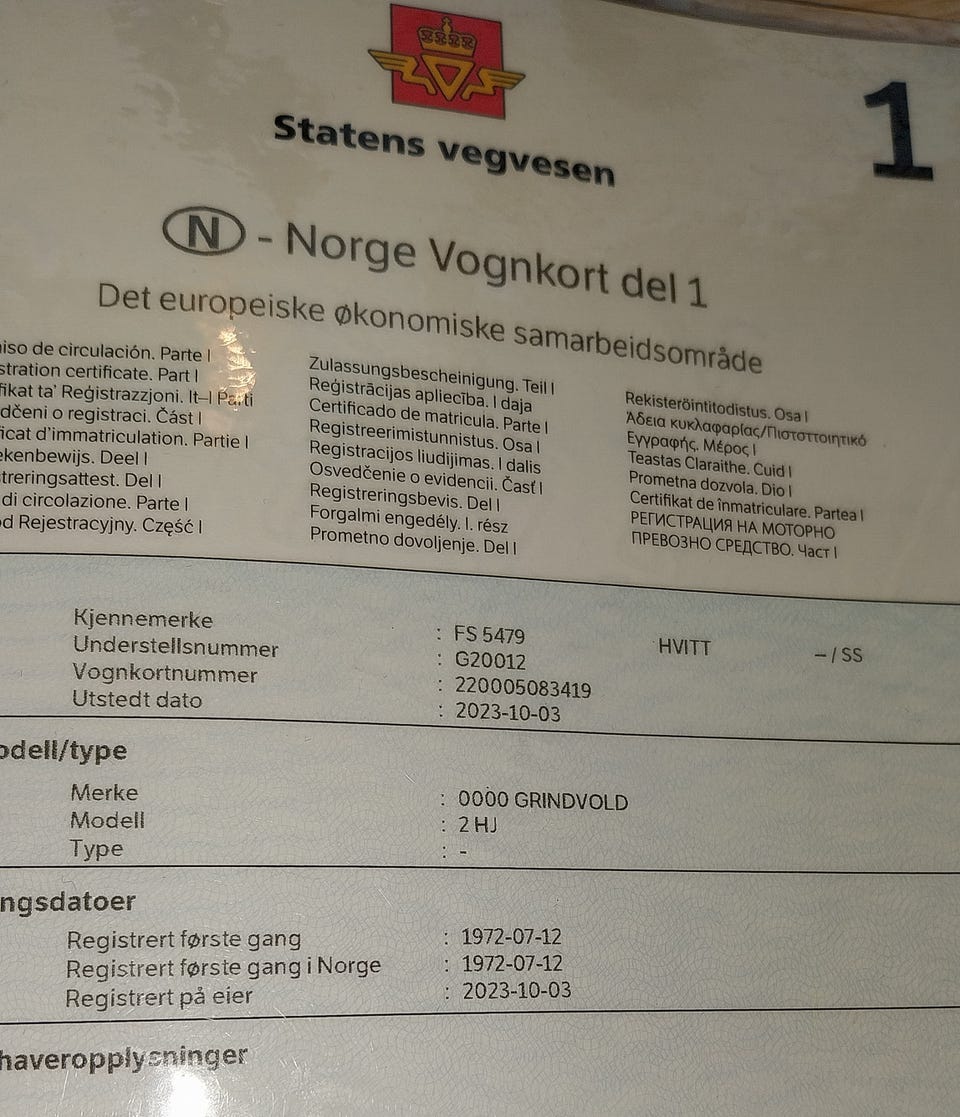 1
Statens vegvesen
N - Norge Vognkort del 1
Det europeiske økonomiske samarbeidsområde
iso de circulación. Parte I
stration certificate. Part I
fikat ta' Reġistrazzjoni. It-I Parti
dčeni o registraci. Část I
icat d'immatriculation. Partie I
ekenbewijs. Deel I
treringsattest. Del I
di circolazione. Parte I
d Rejestracyjny. Część I
Zulassungsbescheinigung. Teil I
Reģistrācijas apliecība. I daja
Certificado de matricula. Parte I
Registreerimistunnistus. Osa I
Registracijos liudijimas. I dalis
Osvedčenie o evidencii. Časť I
Registreringsbevis. Del I
Forgalmi engedély. I. rész
Prometno dovoljenje. Del I
Rekisteröintitodistus. Osa I
Άδεια κυκλαφαρίας/Πιστοττοιητικό
Εγγραφής. Μέρος I
Teastas Claraithe. Cuid I
Prometna dozvola. Dio I
Certifikat de înmatriculare. Partea I
РЕГИСТРАЦИЯ НА МОТОРНО
ПРЕВОЗНО СРЕДСТВО. Част I
Kjennemerke : FS 5479 HVITT – / SS
Understellsnummer : G20012
Vognkortnummer : 220005083419
Utstedt dato : 2023-10-03
odell/type
Merke : 0000 GRINDVOLD
Modell : 2 HJ
Type : -
ngsdatoer
Registrert første gang : 1972-07-12
Registrert første gang i Norge : 1972-07-12
Registrert på eier : 2023-10-03
haveropplysninger